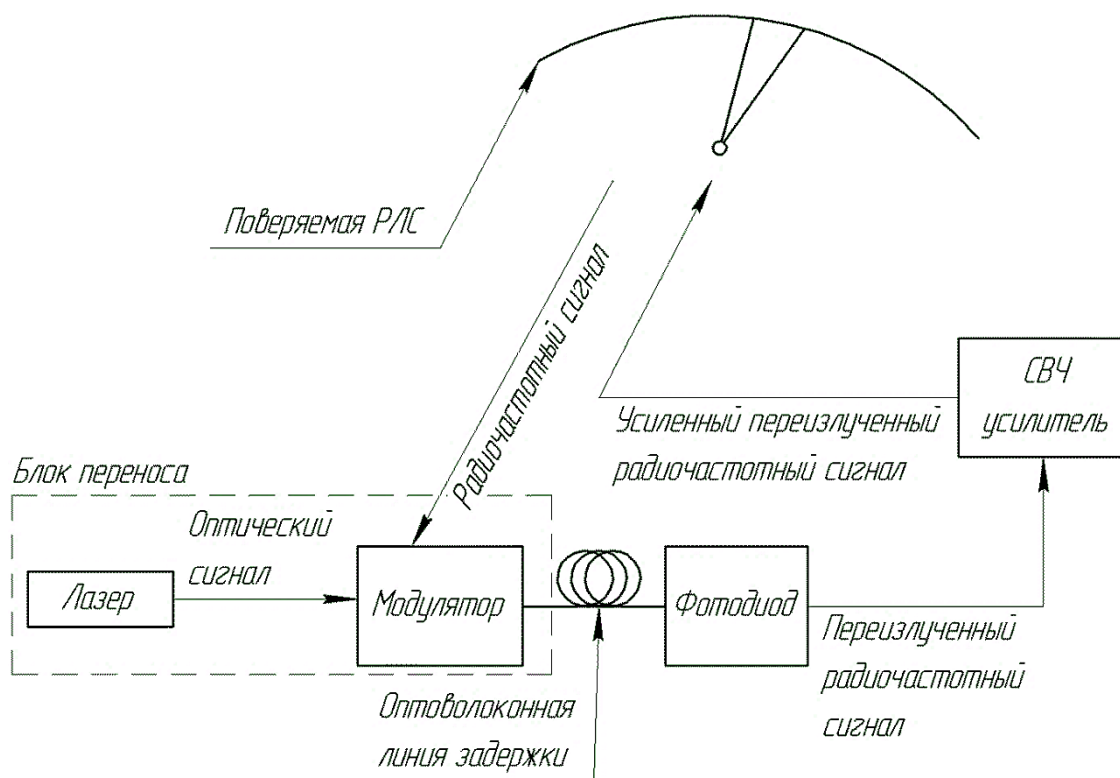 Поверяемая РЛС
Радиочастотный сигнал
СВЧ
усилитель
Усиленный переизлученный
радиочастотный сигнал
Блок переноса
Оптический
сигнал
Лазер
Модулятор
Фотодиод
Переизлученный
радиочастотный
сигнал
Оптоволоконная
линия задержки